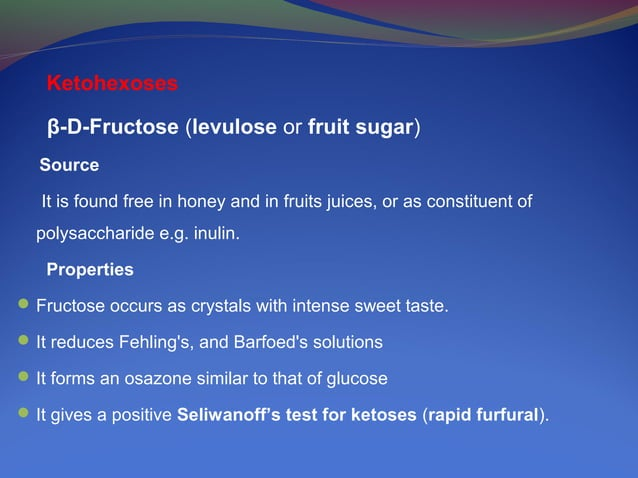 Ketohexoses
β-D-Fructose (levulose or fruit sugar)
Source
It is found free in honey and in fruits juices, or as constituent of
polysaccharide e.g. inulin.
Properties
Fructose occurs as crystals with intense sweet taste.
It reduces Fehling's, and Barfoed's solutions
It forms an osazone similar to that of glucose
It gives a positive Seliwanoff’s test for ketoses (rapid furfural).